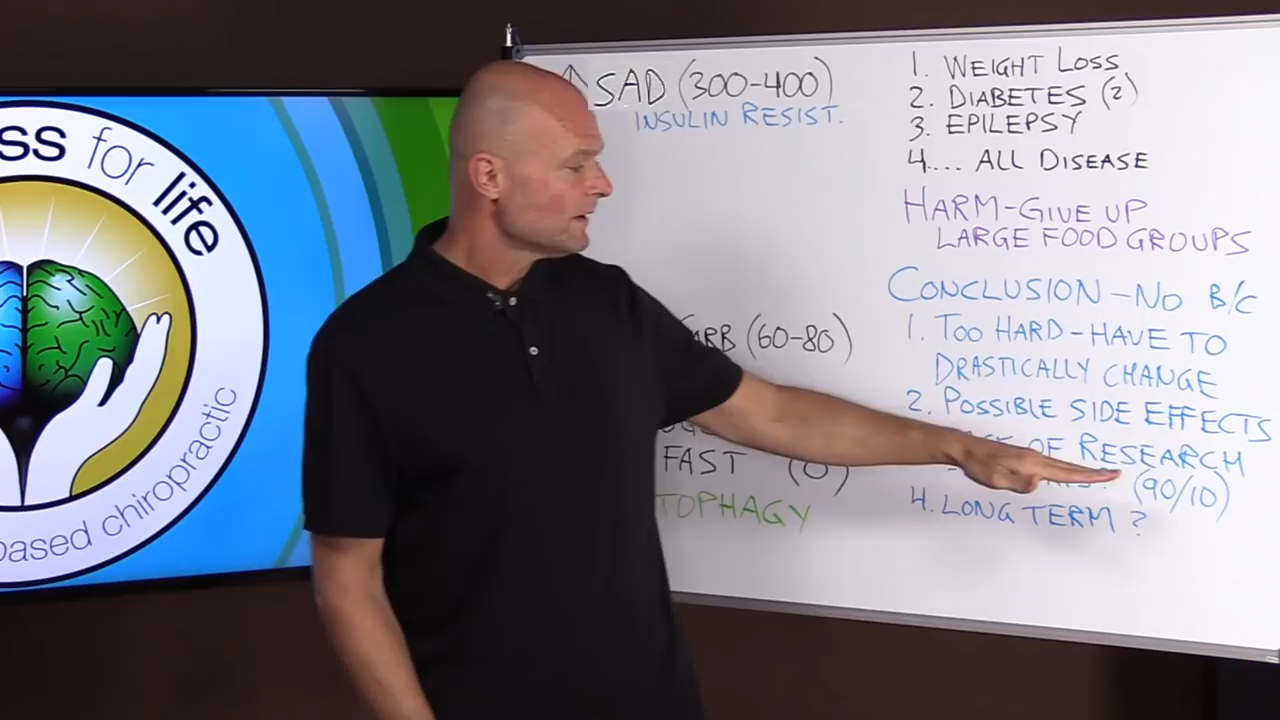 ss for life
based chiropractic
SAD (300-400)
INSULIN RESIST.
(60-80)
FAST (0)
1. WEIGHT LOSS
2. DIABETES (2)
3. EPILEPSY
4.... ALL DISEASE
HARM-GIVE UP
LARGE FOOD GROUPS
CONCLUSION-NO B/C
1. TOO HARD-HAVE TO
DRASTICALLY CHANGE
2. POSSIBLE SIDE EFFECTS
OF RESEARCH
(90/10)
4. LONG TERM ?